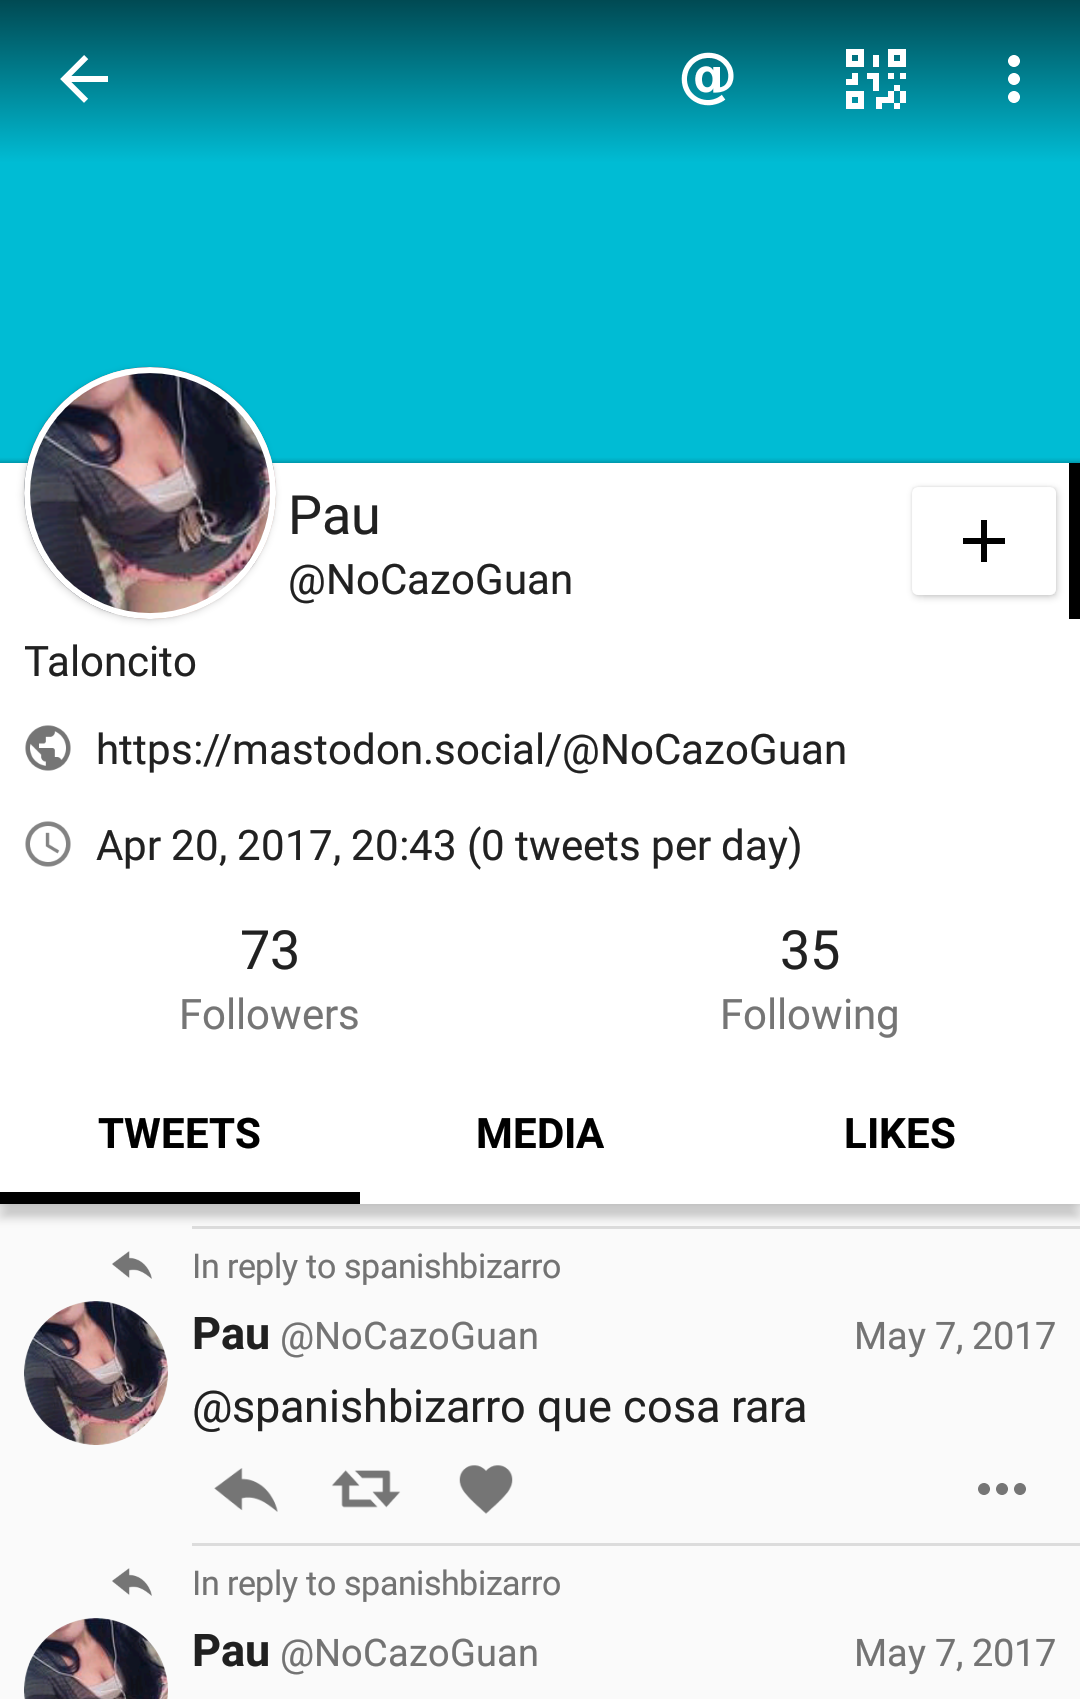 Pau
@NoCazoGuan
Taloncito
https://mastodon.social/@NoCazoGuan
Apr 20, 2017, 20:43 (0 tweets per day)
73 35
Followers Following
TWEETS MEDIA LIKES
In reply to spanishbizarro
Pau @NoCazoGuan May 7, 2017
@spanishbizarro que cosa rara
In reply to spanishbizarro
Pau @NoCazoGuan May 7, 2017